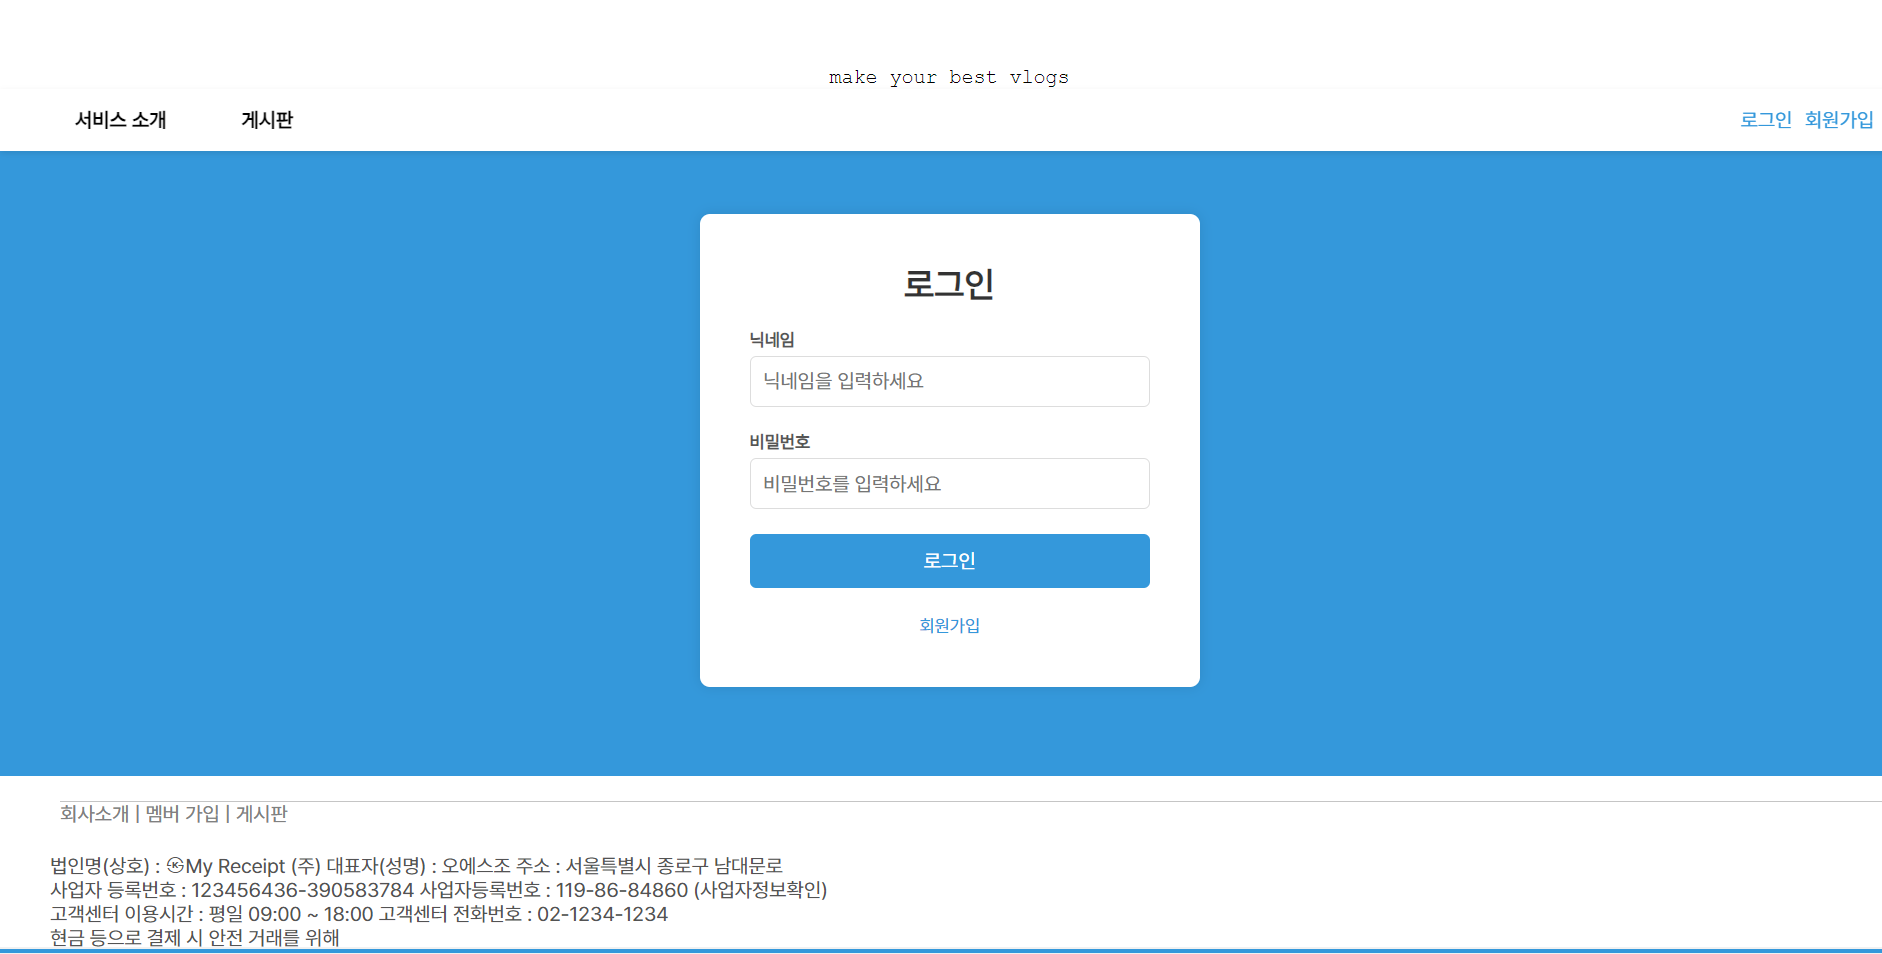 make your best vlogs
서비스 소개 게시판 로그인 회원가입
로그인
닉네임
닉네임을 입력하세요
비밀번호
비밀번호를 입력하세요
로그인
회원가입
회사소개 | 멤버 가입 | 게시판
법인명(상호) : ㉿My Receipt (주) 대표자(성명) : 오에스조 주소 : 서울특별시 종로구 남대문로
사업자 등록번호 : 123456436-390583784 사업자등록번호 : 119-86-84860 (사업자정보확인)
고객센터 이용시간 : 평일 09:00 ~ 18:00 고객센터 전화번호 : 02-1234-1234
현금 등으로 결제 시 안전 거래를 위해